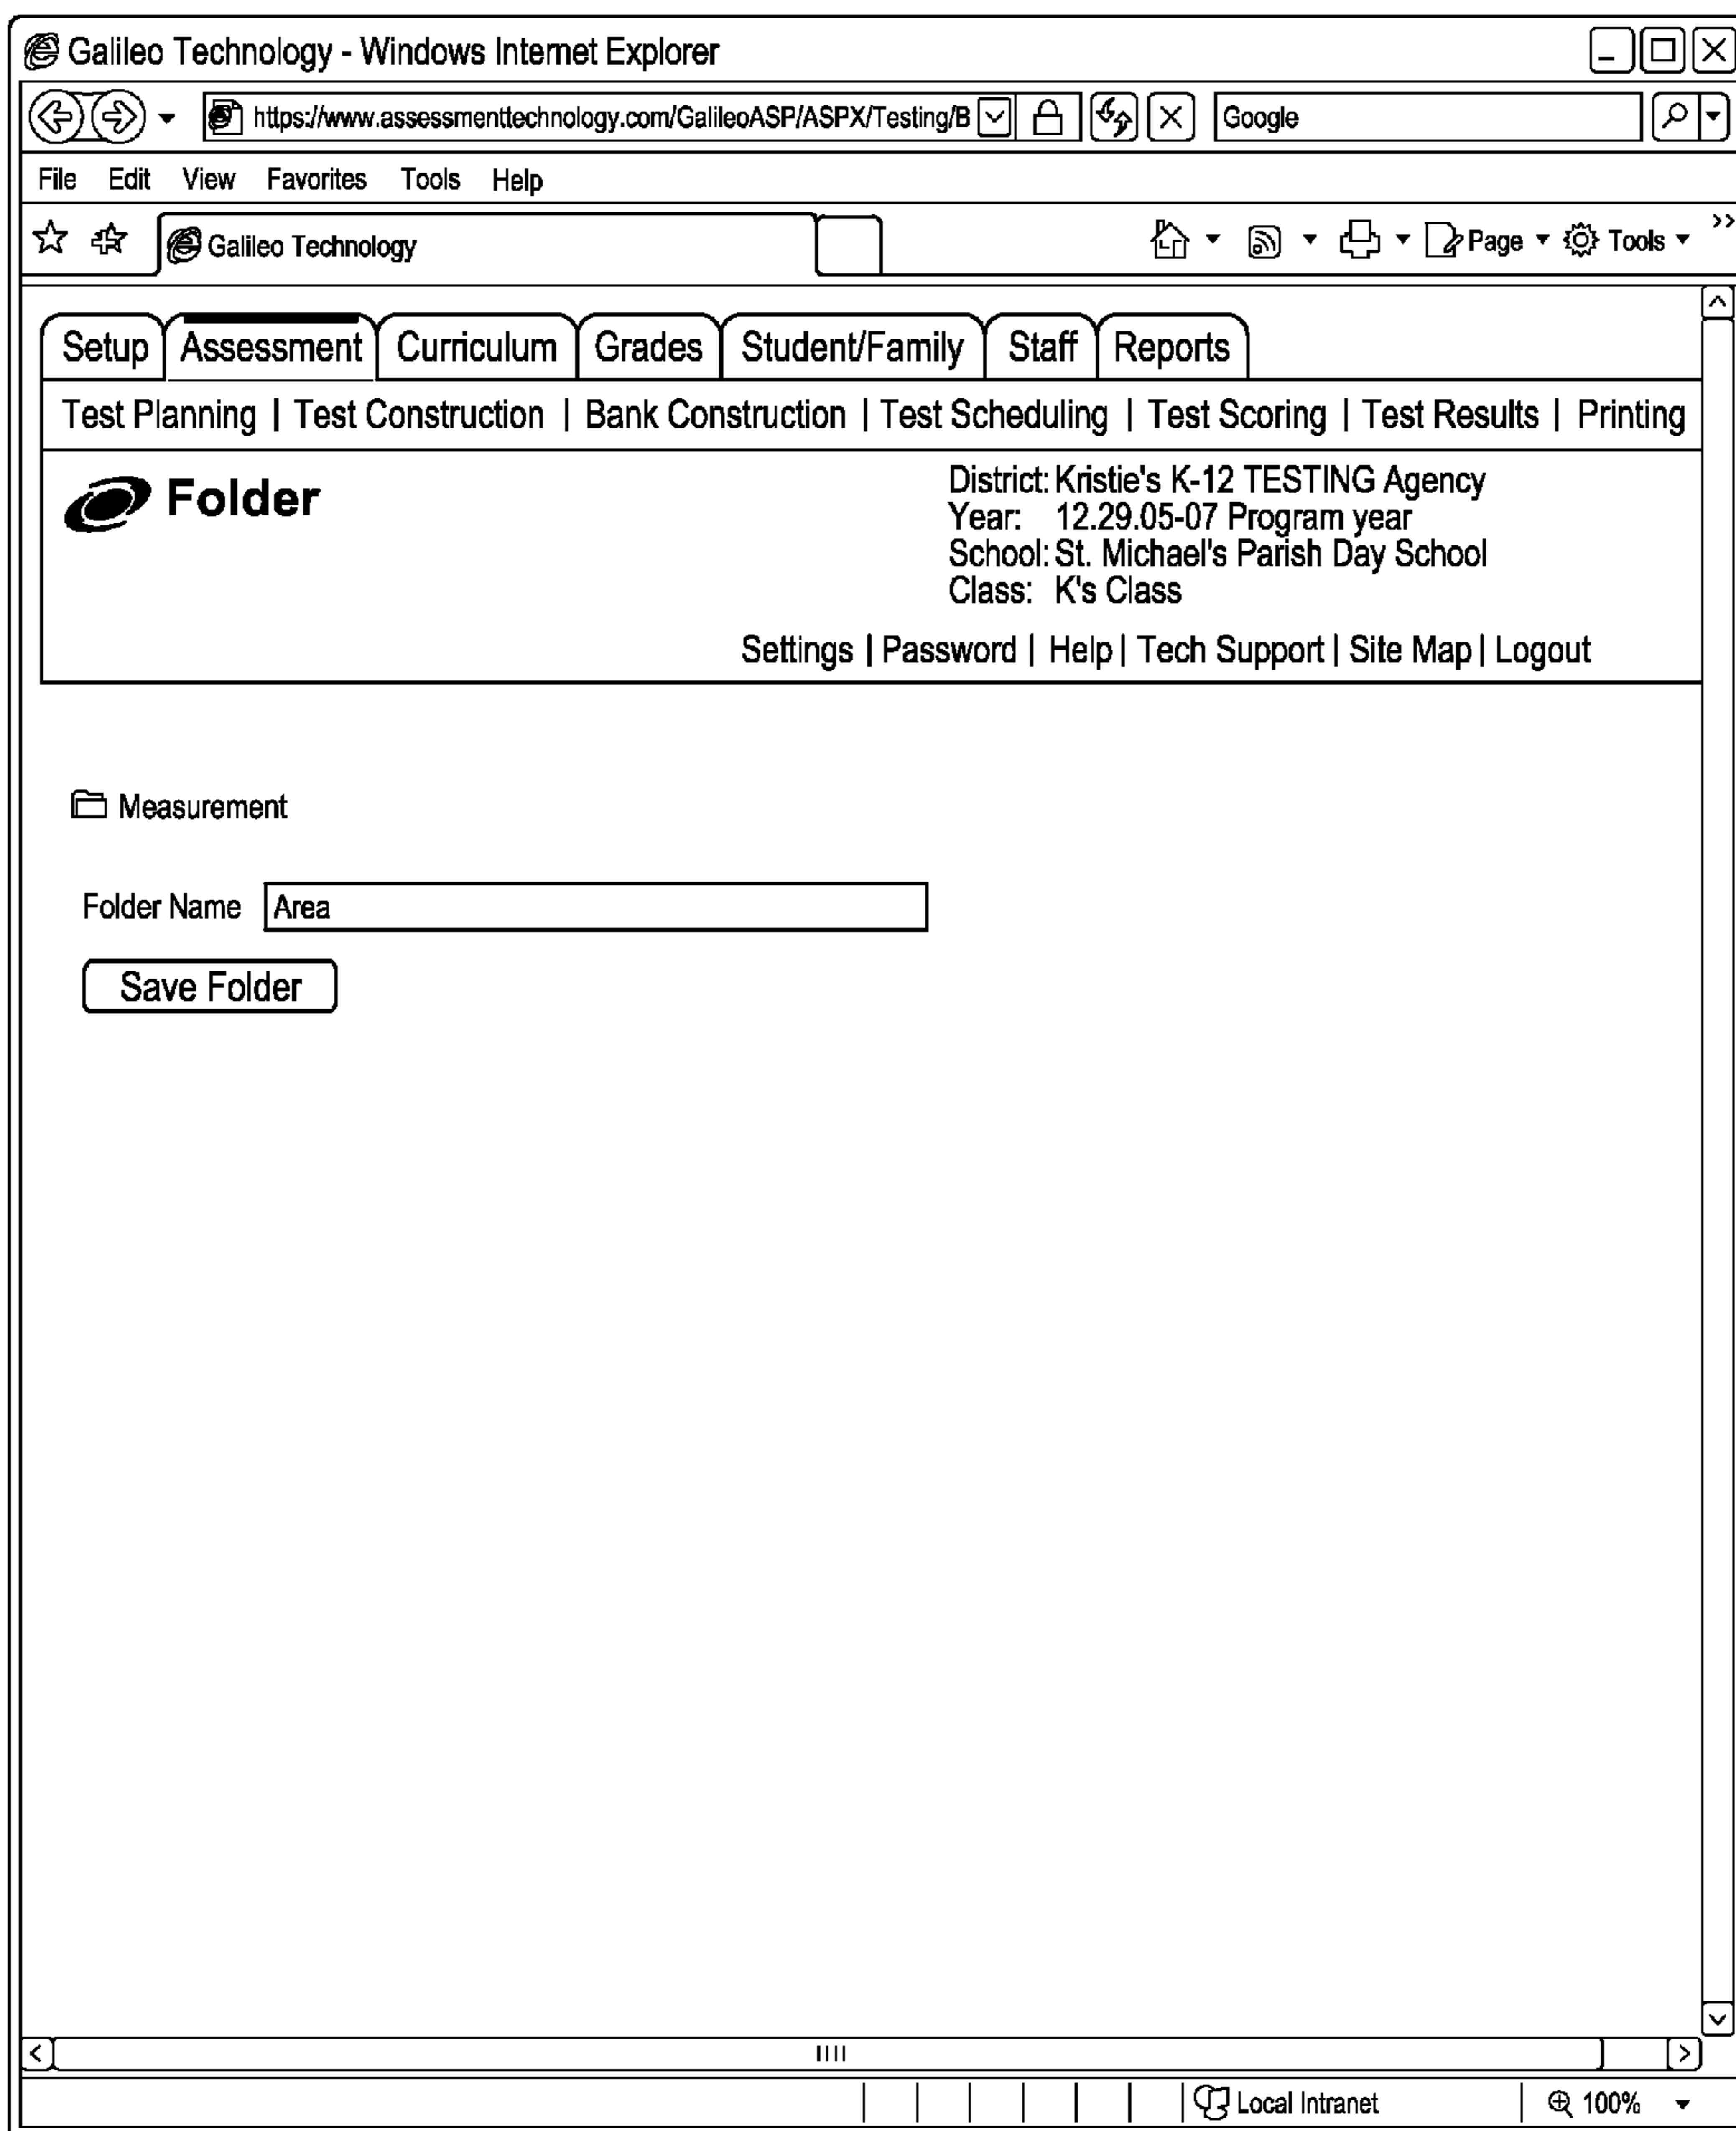 Galileo Technology - Windows Internet Explorer
https://www.assessmenttechnology.com/GalileoASP/ASPX/Testing/B Google
File Edit View Favorites Tools Help
Galileo Technology Page Tools
Setup Assessment Curriculum Grades Student/Family Staff Reports
Test Planning | Test Construction | Bank Construction | Test Scheduling | Test Scoring | Test Results | Printing
Folder
District: Kristie's K-12 TESTING Agency
Year: 12.29.05-07 Program year
School: St. Michael's Parish Day School
Class: K's Class
Settings | Password | Help | Tech Support | Site Map | Logout
Measurement
Folder Name Area
Save Folder
Local Intranet 100%